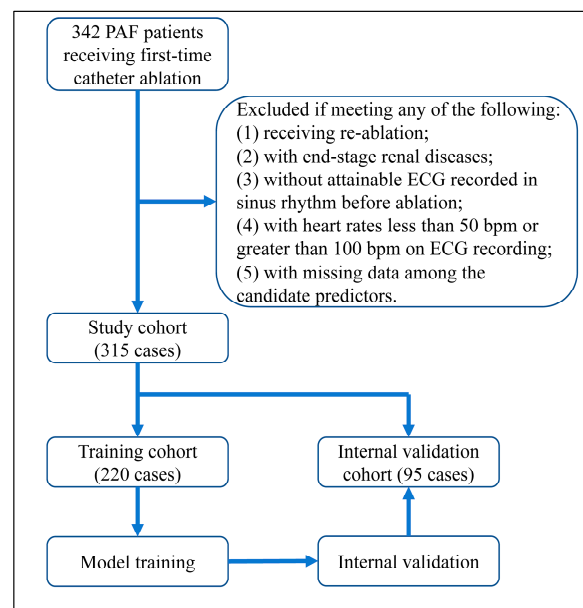 342 PAF patients
receiving first-time
catheter ablation
Excluded if meeting any of the following:
(1) receiving re-ablation;
(2) with end-stage renal diseases;
(3) without attainable ECG recorded in
sinus rhythm before ablation;
(4) with heart rates less than 50 bpm or
greater than 100 bpm on ECG recording;
(5) with missing data among the
candidate predictors.
Study cohort
(315 cases)
Training cohort
(220 cases)
Internal validation
cohort (95 cases)
Model training
Internal validation